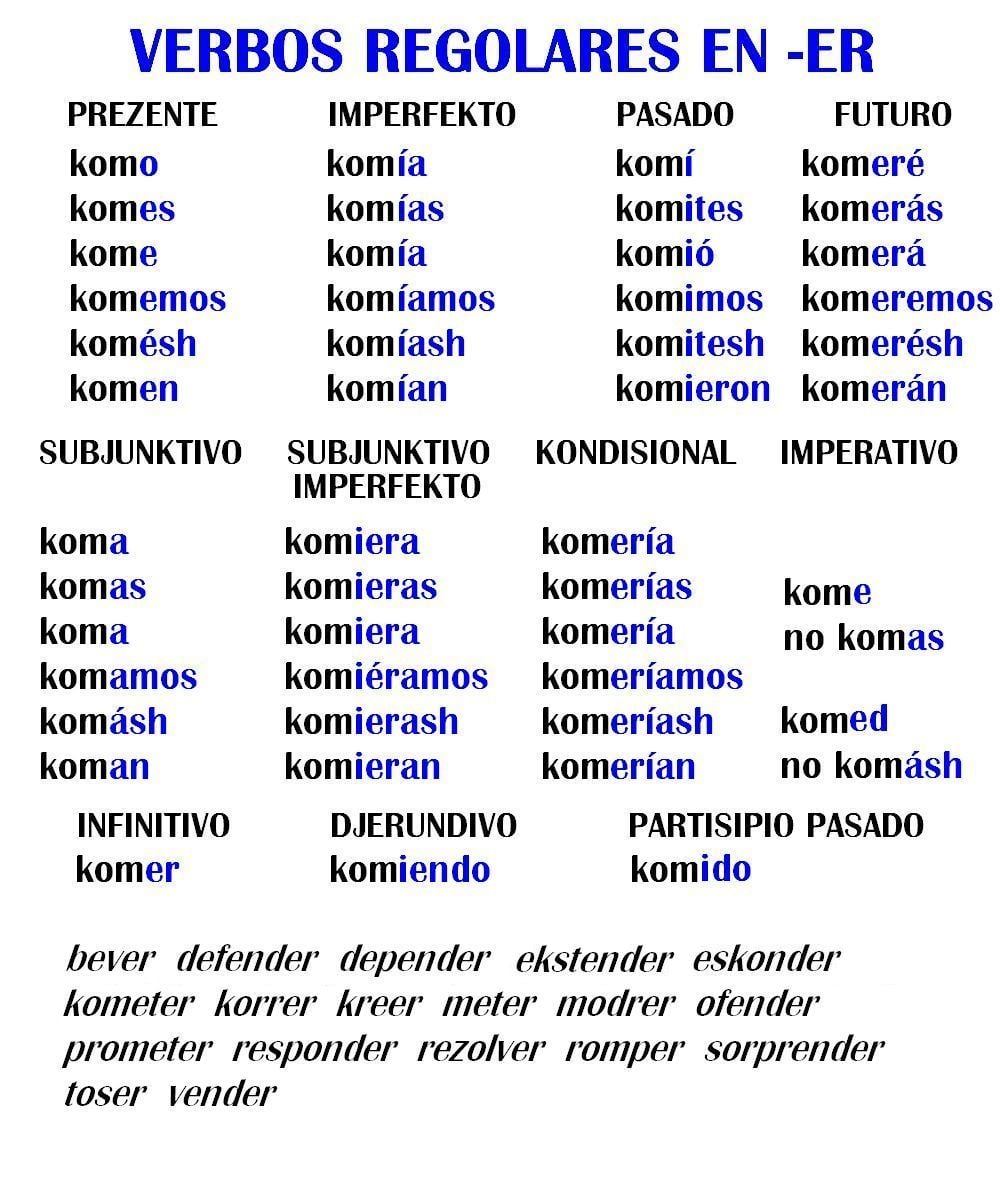 VERBOS REGOLARES EN -ER
PREZENTE IMPERFEKTO PASADO FUTURO
komo komía komí komeré
komes komías komites komerás
kome komía komió komerá
komemos komíamos komimos komeremos
komésh komíash komitesh komerésh
komen komían komieron komerán
SUBJUNKTIVO SUBJUNKTIVO KONDISIONAL IMPERATIVO
IMPERFEKTO
koma komiera komería
komas komieras komerías kome
koma komiera komería no komas
komamos komiéramos komeríamos
komásh komierash komeríash komed
koman komieran komerían no komásh
INFINITIVO DJERUNDIVO PARTISIPIO PASADO
komer komiendo komido
bever defender depender ekstender eskonder
kometer korrer kreer meter modrer ofender
prometer responder rezolver romper sorprender
toser vender